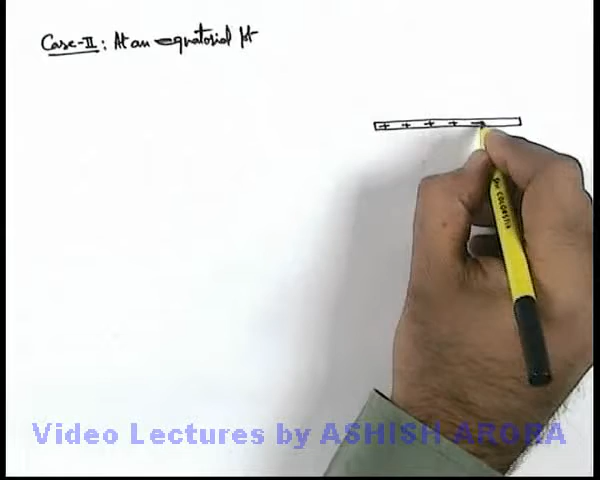 Case-II : At an equatorial pt
+ + + + +
Video Lectures by ASHISH ARORA